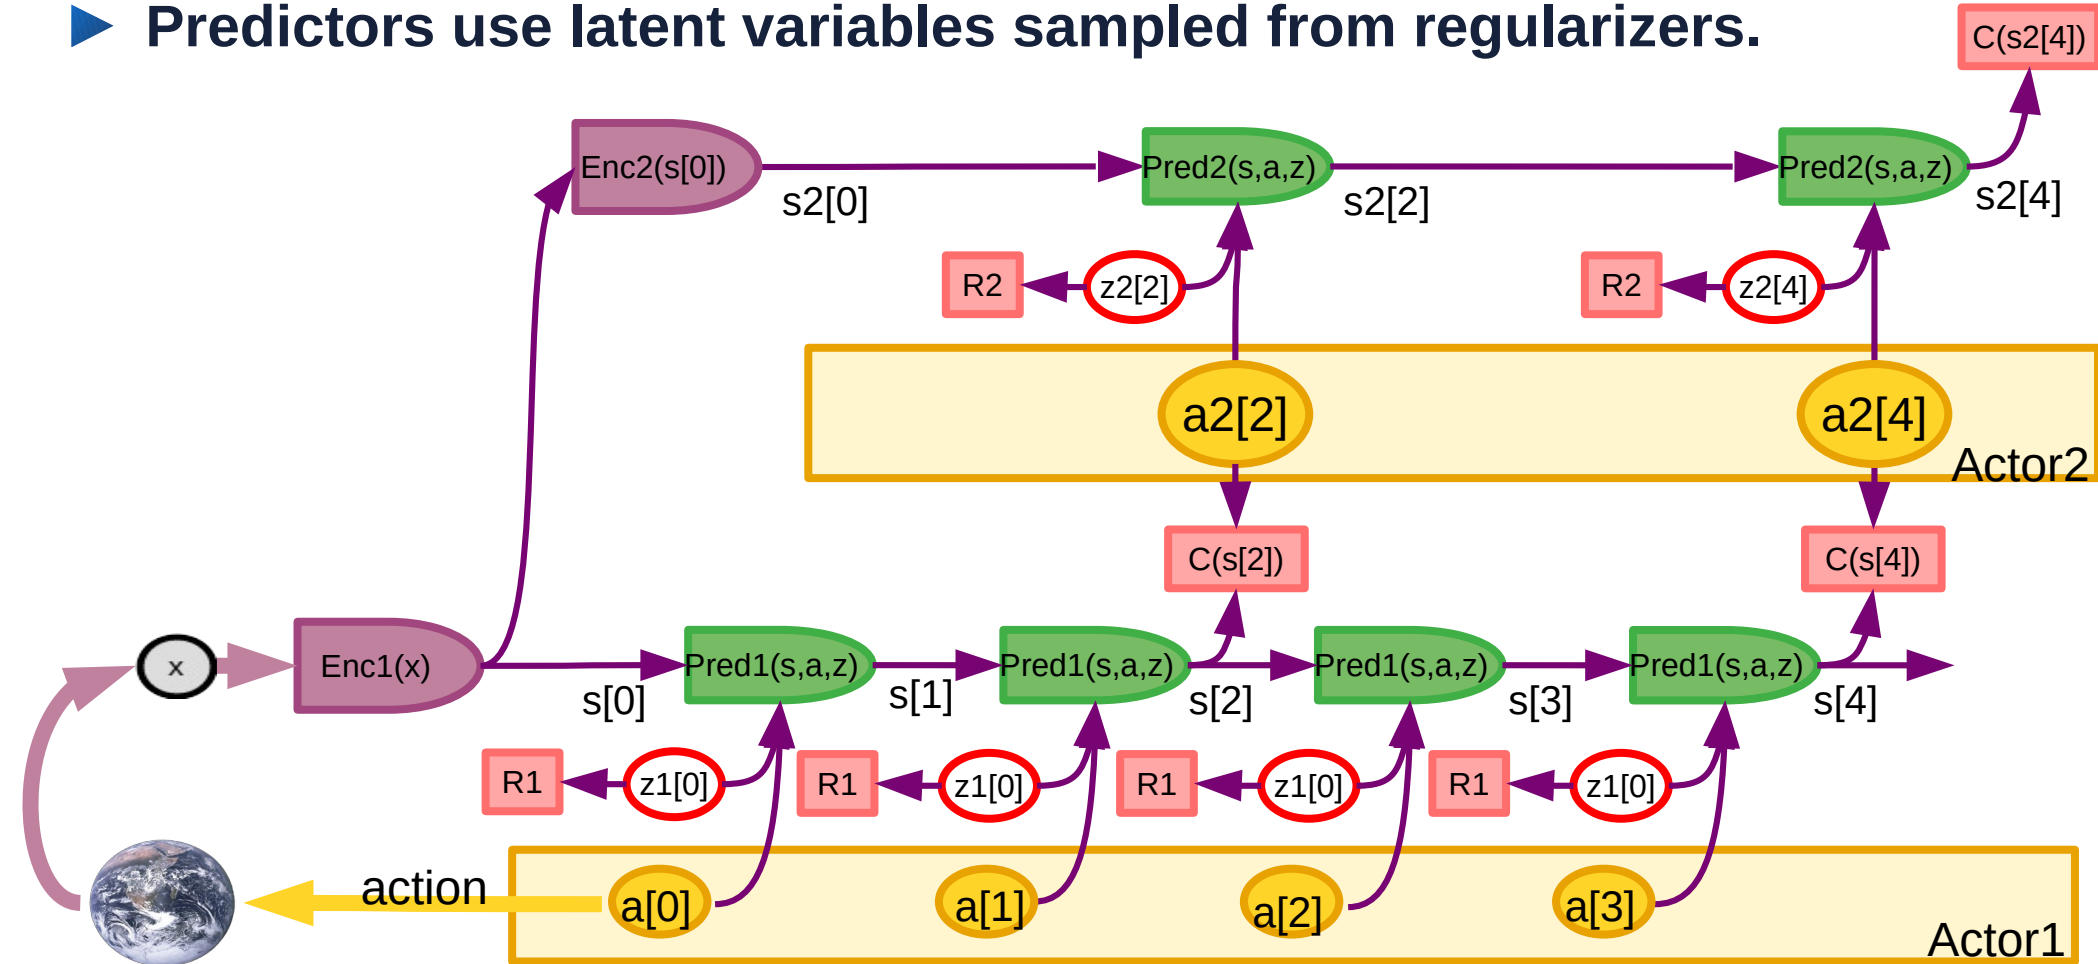 Predictors use latent variables sampled from regularizers.
C(s2[4])
Enc2(s[0])
Pred2(s,a,z)
Pred2(s,a,z)
s2[0]
s2[2]
s2[4]
R2
z2[2]
R2
z2[4]
a2[2]
a2[4]
Actor2
C(s[2])
C(s[4])
x
Enc1(x)
Pred1(s,a,z)
Pred1(s,a,z)
Pred1(s,a,z)
Pred1(s,a,z)
s[0]
s[1]
s[2]
s[3]
s[4]
R1
z1[0]
R1
z1[0]
R1
z1[0]
R1
z1[0]
action
a[0]
a[1]
a[2]
a[3]
Actor1